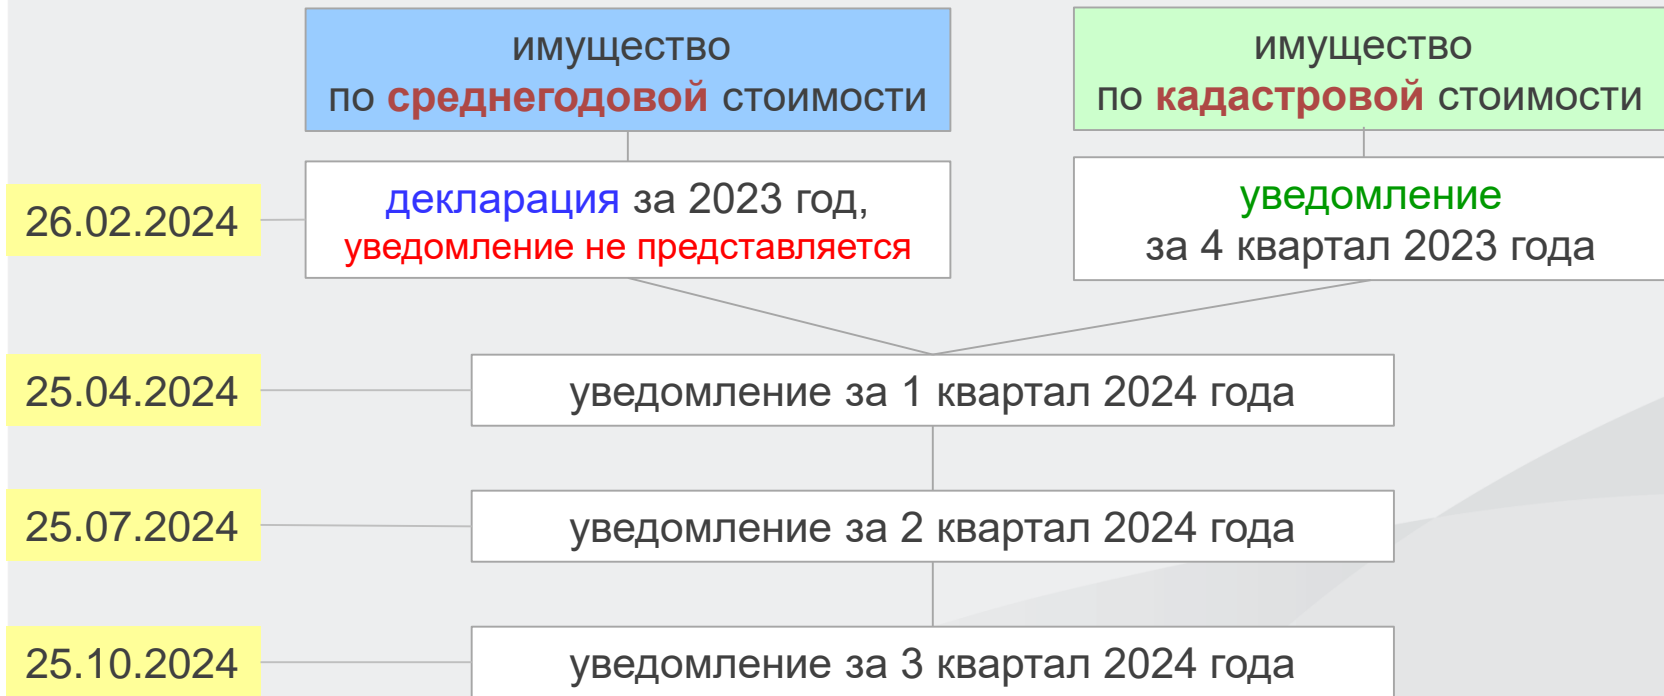 имущество
по среднегодовой стоимости
имущество
по кадастровой стоимости
26.02.2024
декларация за 2023 год,
уведомление не представляется
уведомление
за 4 квартал 2023 года
25.04.2024
уведомление за 1 квартал 2024 года
25.07.2024
уведомление за 2 квартал 2024 года
25.10.2024
уведомление за 3 квартал 2024 года